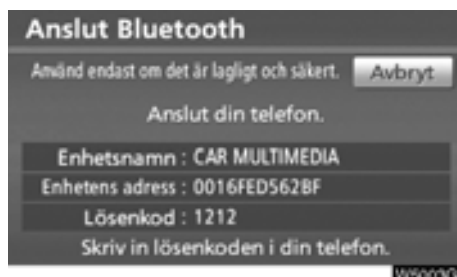 Anslut Bluetooth
Använd endast om det är lagligt och säkert. Avbryt
Anslut din telefon.
Enhetsnamn : CAR MULTIMEDIA
Enhetens adress : 0016FED562BF
Lösenkod : 1212
Skriv in lösenkoden i din telefon.